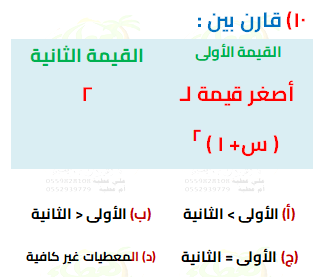 ١٠) قارن بين :
القيمة الأولى
القيمة الثانية
أصغر قيمة لـ
(س+ ١ )٢
٢
(أ) الأولى > الثانية
(ب) الأولى < الثانية
(ج) الأولى = الثانية
(د) المعطيات غير كافية